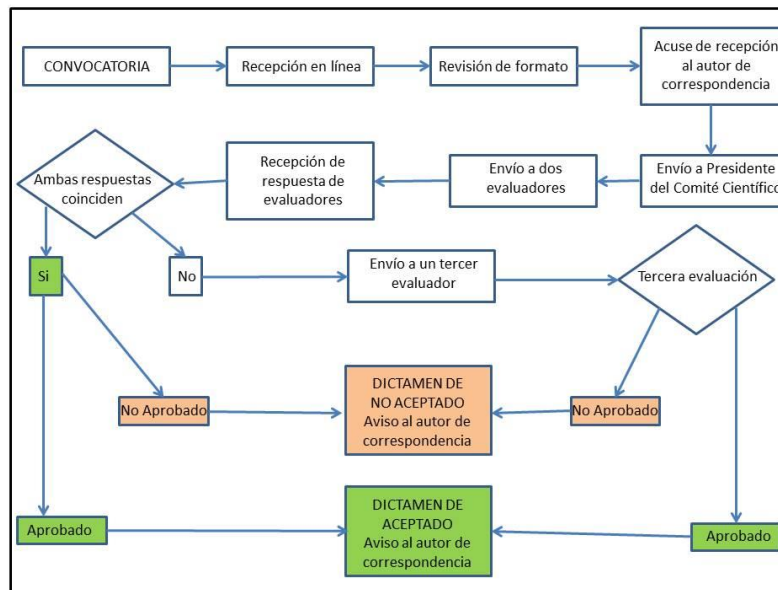 CONVOCATORIA
Recepción en línea
Revisión de formato
Acuse de recepción
al autor de
correspondencia
Ambas respuestas
coinciden
Recepción de
respuesta de
evaluadores
Envío a dos
evaluadores
Envío a Presidente
del Comité Científico
Si
No
Envío a un tercer
evaluador
Tercera evaluación
No Aprobado
DICTAMEN DE
NO ACEPTADO
Aviso al autor de
correspondencia
No Aprobado
Aprobado
DICTAMEN DE
ACEPTADO
Aviso al autor de
correspondencia
Aprobado